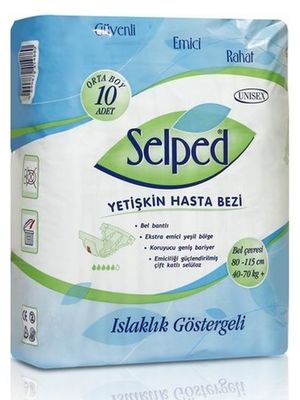 Güvenli
Emici
Rahat
ORTA BOY
10
ADET
UNISEX
Selped®
YETİŞKİN HASTA BEZİ
• Bel bantlı
• Ekstra emici yeşil bölge
• Koruyucu geniş bariyer
• Emiciliği güçlendirilmiş
çift katlı selüloz
Bel çevresi
80 -115 cm
40-70 kg +
Islaklık Göstergeli